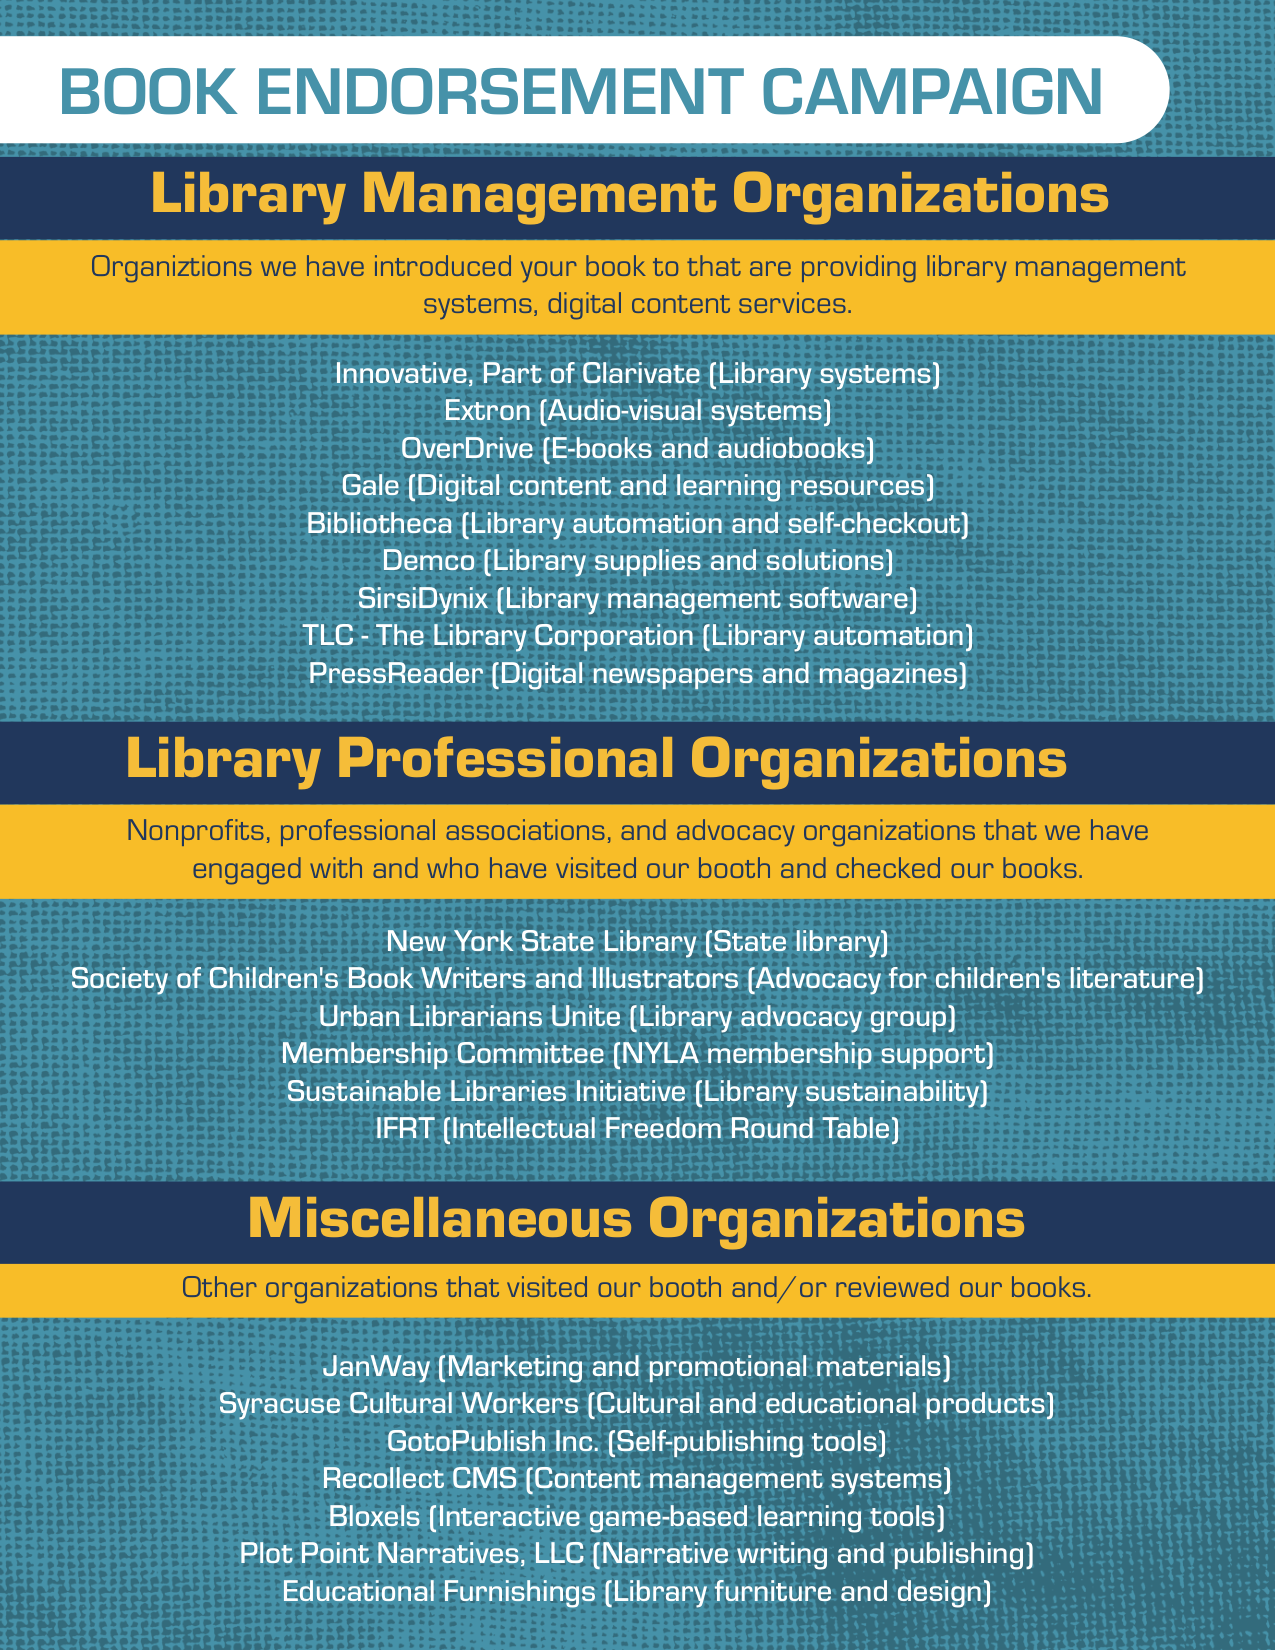 BOOK ENDORSEMENT CAMPAIGN
Library Management Organizations
Organiztions we have introduced your book to that are providing library management
systems, digital content services.
Innovative, Part of Clarivate (Library systems)
Extron (Audio-visual systems)
OverDrive (E-books and audiobooks)
Gale (Digital content and learning resources)
Bibliotheca (Library automation and self-checkout)
Demco (Library supplies and solutions)
SirsiDynix (Library management software)
TLC - The Library Corporation (Library automation)
PressReader (Digital newspapers and magazines)
Library Professional Organizations
Nonprofits, professional associations, and advocacy organizations that we have
engaged with and who have visited our booth and checked our books.
New York State Library (State library)
Society of Children's Book Writers and Illustrators (Advocacy for children's literature)
Urban Librarians Unite (Library advocacy group)
Membership Committee (NYLA membership support)
Sustainable Libraries Initiative (Library sustainability)
IFRT (Intellectual Freedom Round Table)
Miscellaneous Organizations
Other organizations that visited our booth and/or reviewed our books.
JanWay (Marketing and promotional materials)
Syracuse Cultural Workers (Cultural and educational products)
GotoPublish Inc. (Self-publishing tools)
Recollect CMS (Content management systems)
Bloxels (Interactive game-based learning tools)
Plot Point Narratives, LLC (Narrative writing and publishing)
Educational Furnishings (Library furniture and design)